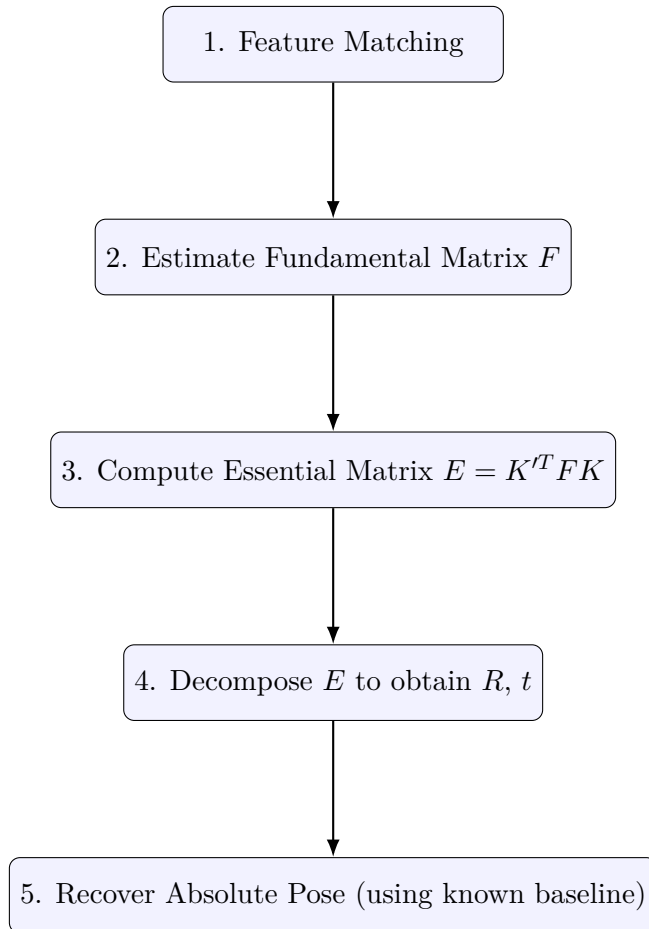 1. Feature Matching
2. Estimate Fundamental Matrix F
3. Compute Essential Matrix E = K′ᵀFK
4. Decompose E to obtain R, t
5. Recover Absolute Pose (using known baseline)